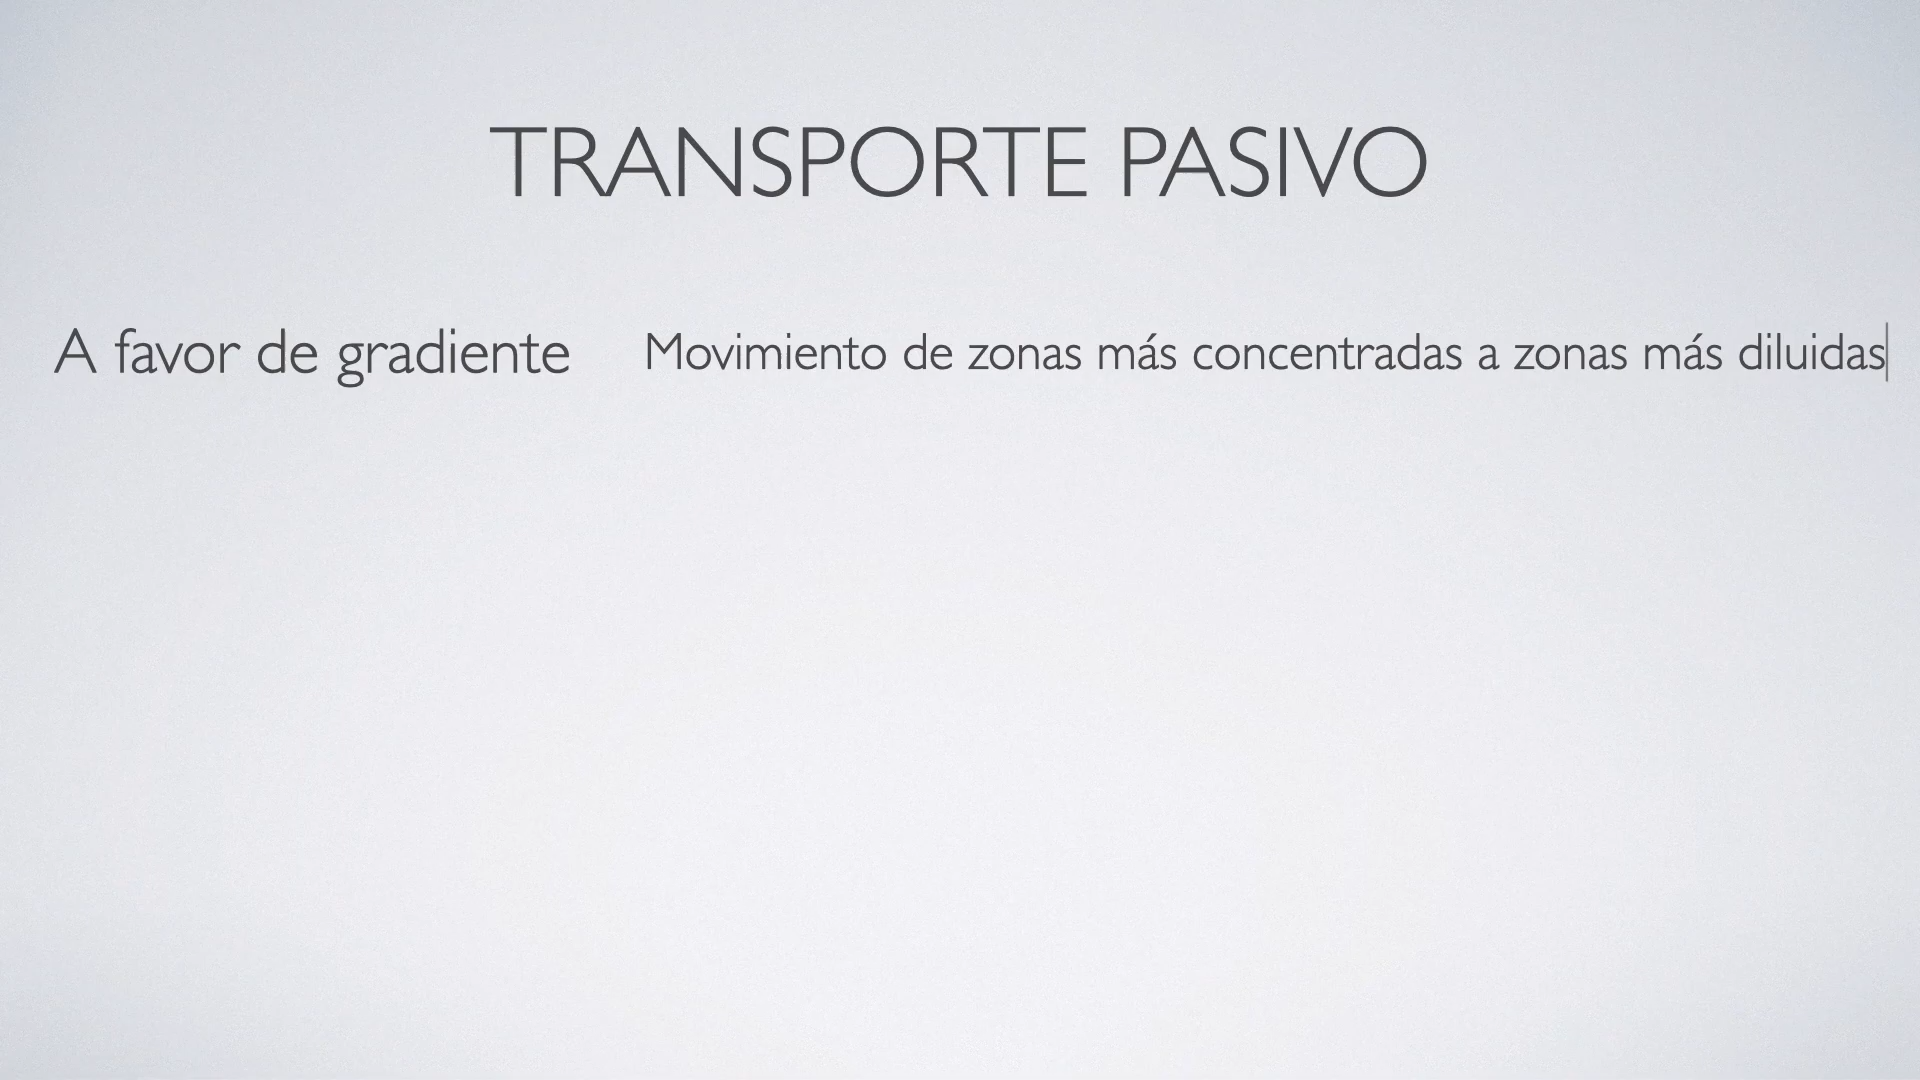 TRANSPORTE PASIVO
A favor de gradiente
Movimiento de zonas más concentradas a zonas más diluidas